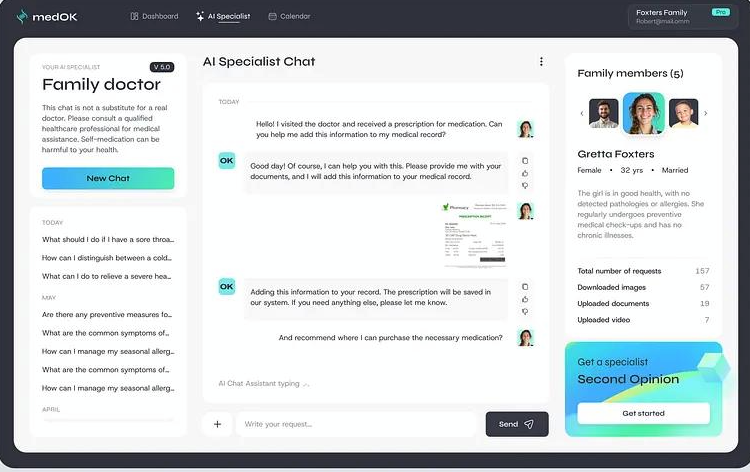 medOK
Dashboard
AI Specialist
Calendar
Foxters Family
Pro
YOUR AI SPECIALIST
V 5.0
Family doctor
This chat is not a substitute for a real
doctor. Please consult a qualified
healthcare professional for medical
assistance. Self-medication can be
harmful to your health.
New Chat
TODAY
What should I do if I have a sore throa...
How can I distinguish between a cold...
What can I do to relieve a severe hea...
MAY
Are there any preventive measures fo...
What are the common symptoms of...
How can I manage my seasonal allerg...
What are the common symptoms of...
How can I manage my seasonal allerg...
APRIL
AI Specialist Chat
TODAY
Hello! I visited the doctor and received a prescription for medication. Can
you help me add this information to my medical record?
OK
Good day! Of course, I can help you with this. Please provide me with your
documents, and I will add this information to your medical record.
Pharmacy
PRESCRIPTION RECEIPT
OK
Adding this information to your record. The prescription will be saved in
our system. If you need anything else, please let me know.
And recommend where I can purchase the necessary medication?
AI Chat Assistant typing ...
+
Write your request...
Send
Family members (5)
Gretta Foxters
Female • 32 yrs • Married
The girl is in good health, with no
detected pathologies or allergies. She
regularly undergoes preventive
medical check-ups and has no
chronic illnesses.
Total number of requests 157
Downloaded images 57
Uploaded documents 19
Uploaded video 7
Get a specialist
Second Opinion
Get started